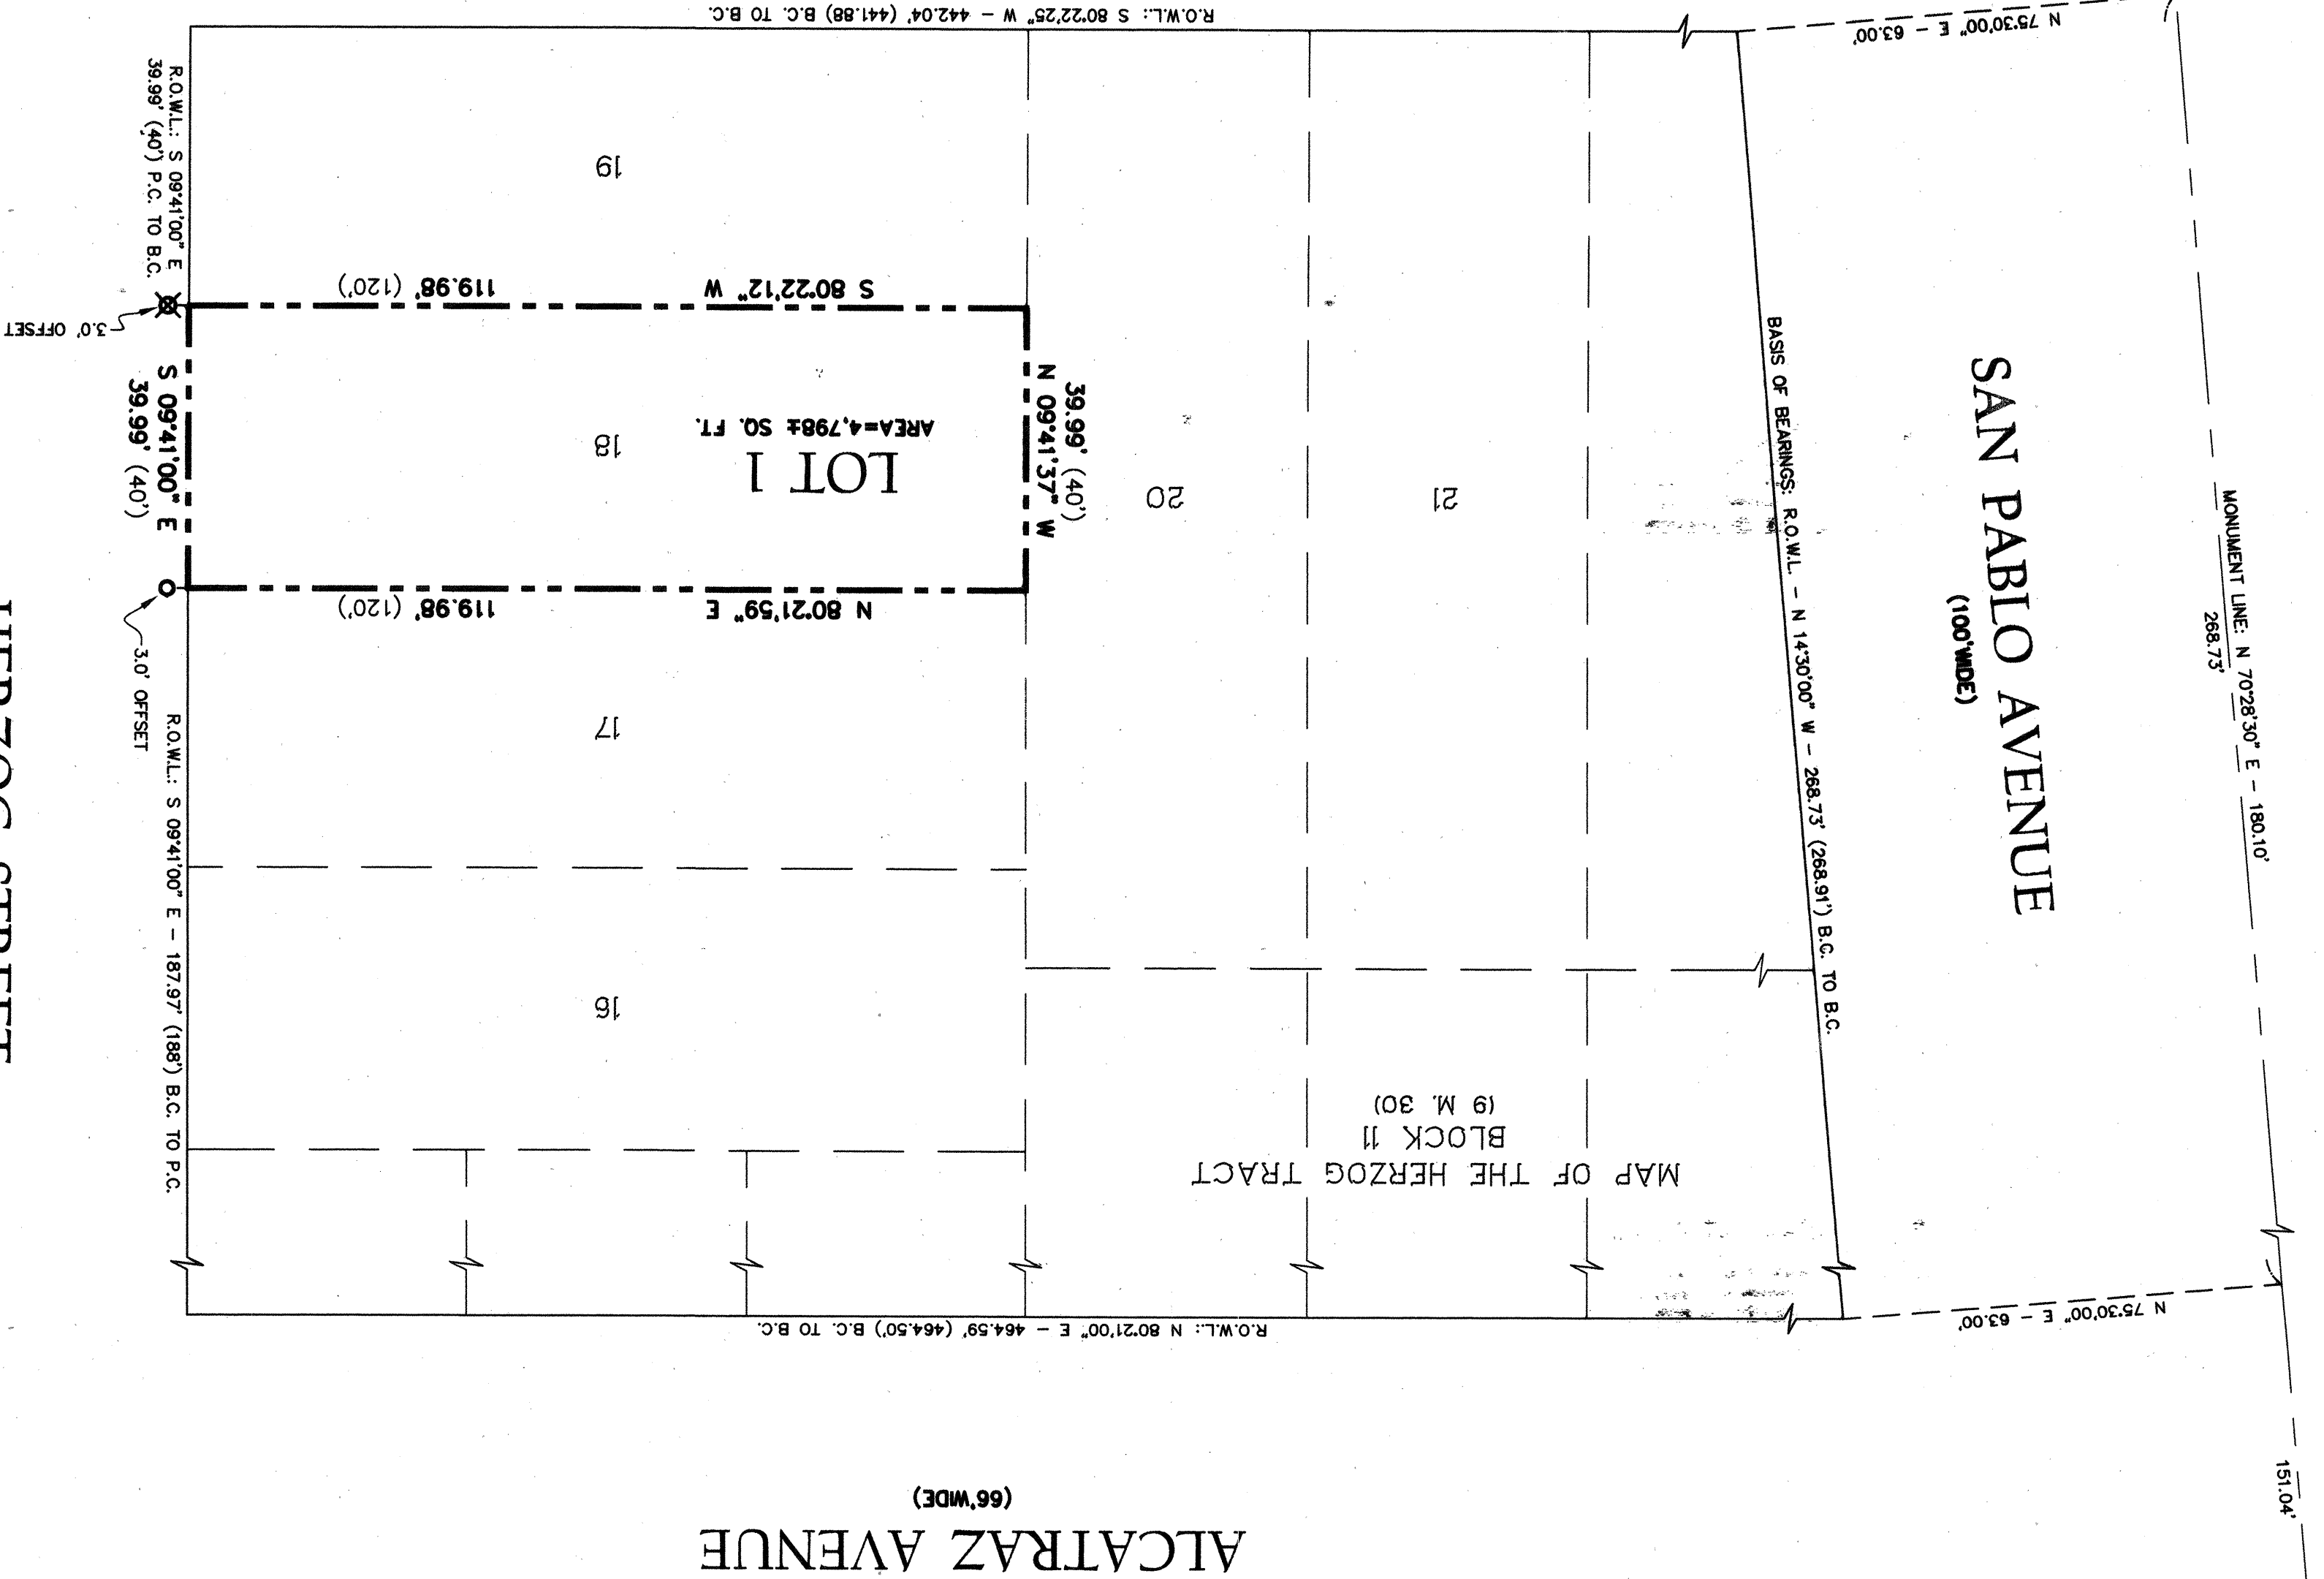 ALCATRAZ AVENUE
(66'WIDE)
R.O.W.L.: N 80°21'00" E – 464.59' (464.50') B.C. TO B.C.
N 75°30'00" E – 63.00'
151.04'
MAP OF THE HERZOG TRACT
BLOCK 11
(9 M. 30)
SAN PABLO AVENUE
(100'WIDE)
MONUMENT LINE: N 70°28'30" E – 180.10'
268.73'
BASIS OF BEARINGS: R.O.W.L. – N 14°30'00" W – 268.73' (268.91') B.C. TO B.C.
16
17
R.O.W.L.: S 09°41'00" E – 187.97' (188') B.C. TO P.C.
3.0' OFFSET
N 80°21'59" E
119.98' (120')
21
20
LOT 1
AREA=4,798± SQ. FT.
18
39.99' (40')
N 09°41'37" W
S 09°41'00" E
39.99' (40')
S 80°22'12" W
119.98' (120')
3.0' OFFSET
19
R.O.W.L.: S 09°41'00" E
39.99' (40') P.C. TO B.C.
R.O.W.L.: S 80°22'25" W – 442.04' (441.88) B.C. TO B.C.
N 75°30'00" E – 63.00'